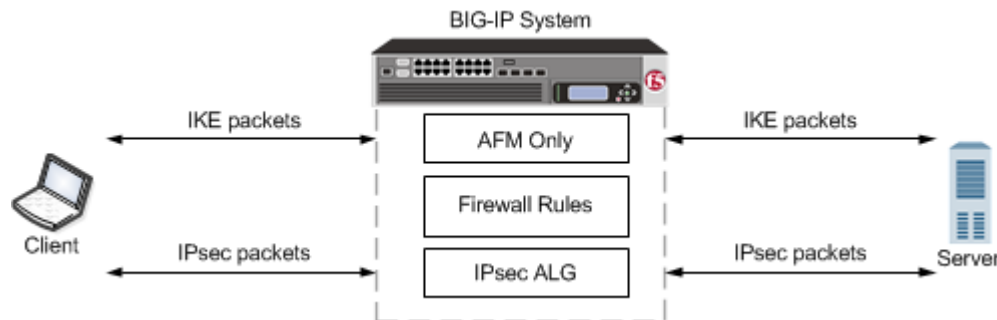 BIG-IP System
f5
IKE packets
IKE packets
AFM Only
Firewall Rules
Client
Server
IPsec packets
IPsec packets
IPsec ALG